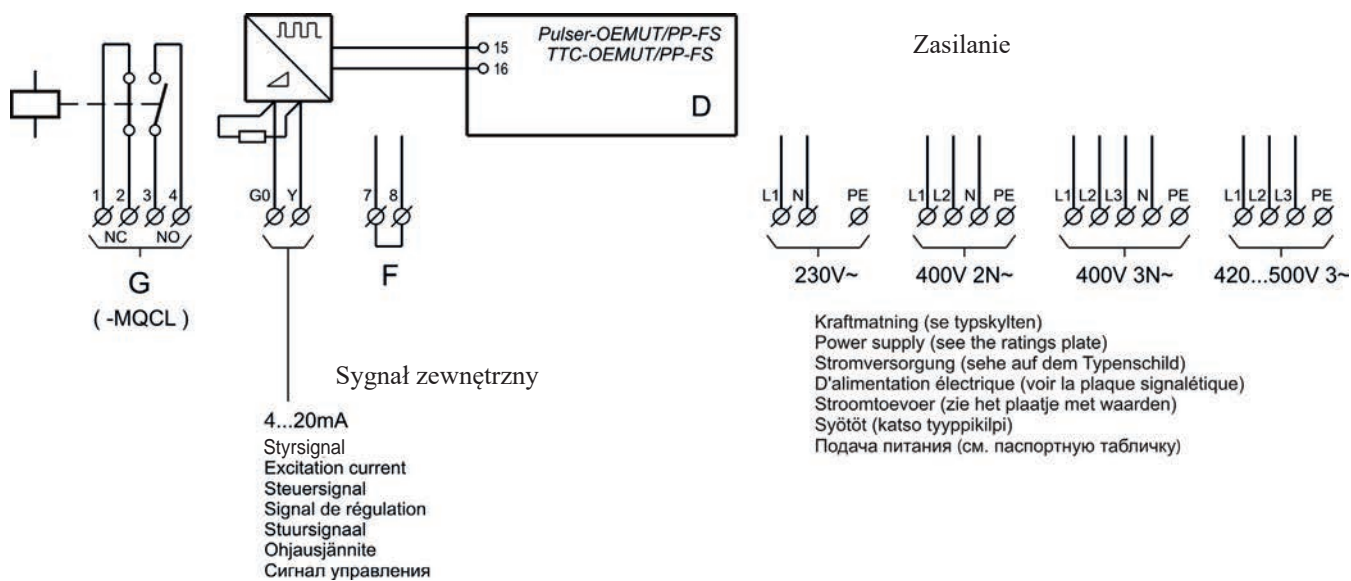 Pulser-OEMUT/PP-FS
TTC-OEMUT/PP-FS
15
16
D
Zasilanie
1 2 3 4
NC NO
G
( -MQCL )
G0 Y
7 8
F
L1 N PE
230V~
L1 L2 N PE
400V 2N~
L1 L2 L3 N PE
400V 3N~
L1 L2 L3 PE
420...500V 3~
Kraftmatning (se typskylten)
Power supply (see the ratings plate)
Stromversorgung (sehe auf dem Typenschild)
D'alimentation électrique (voir la plaque signalétique)
Stroomtoevoer (zie het plaatje met waarden)
Syötöt (katso tyyppikilpi)
Подача питания (см. паспортную табличку)
Sygnał zewnętrzny
4...20mA
Styrsignal
Excitation current
Steuersignal
Signal de régulation
Stuursignaal
Ohjausjännite
Сигнал управления